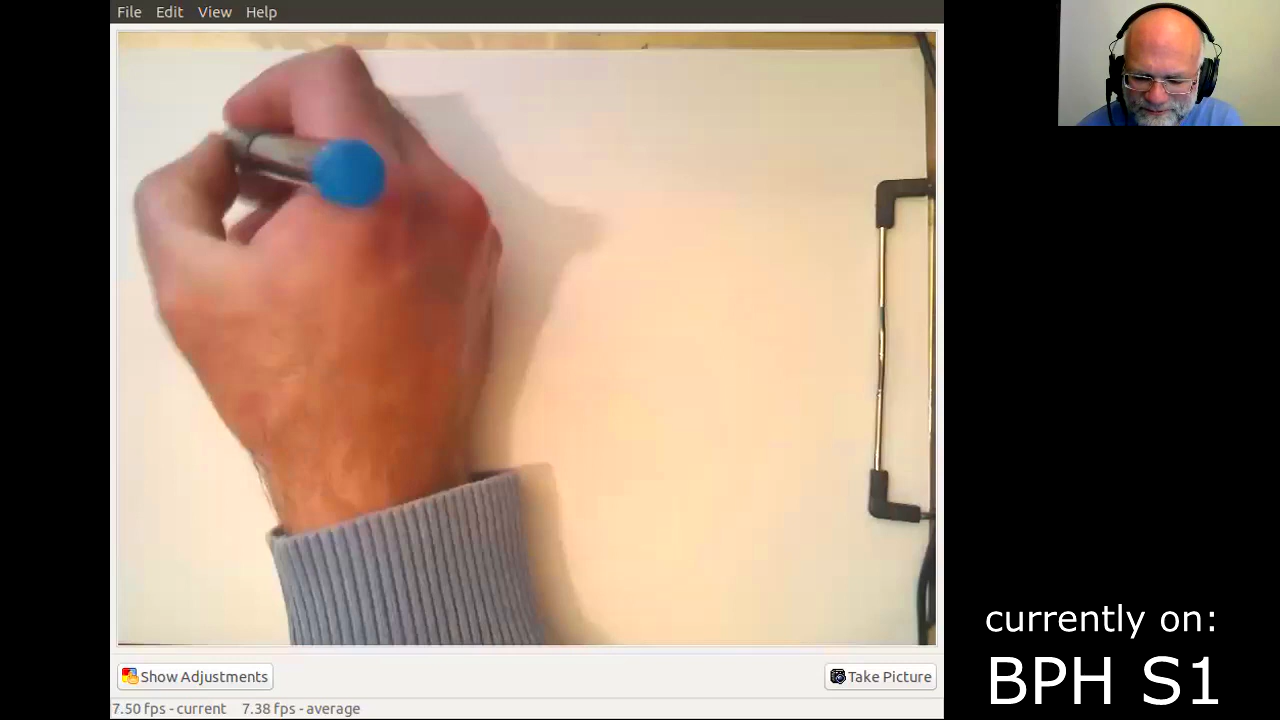 File Edit View Help
Show Adjustments
Take Picture
7.50 fps - current 7.38 fps - average
currently on:
BPH S1